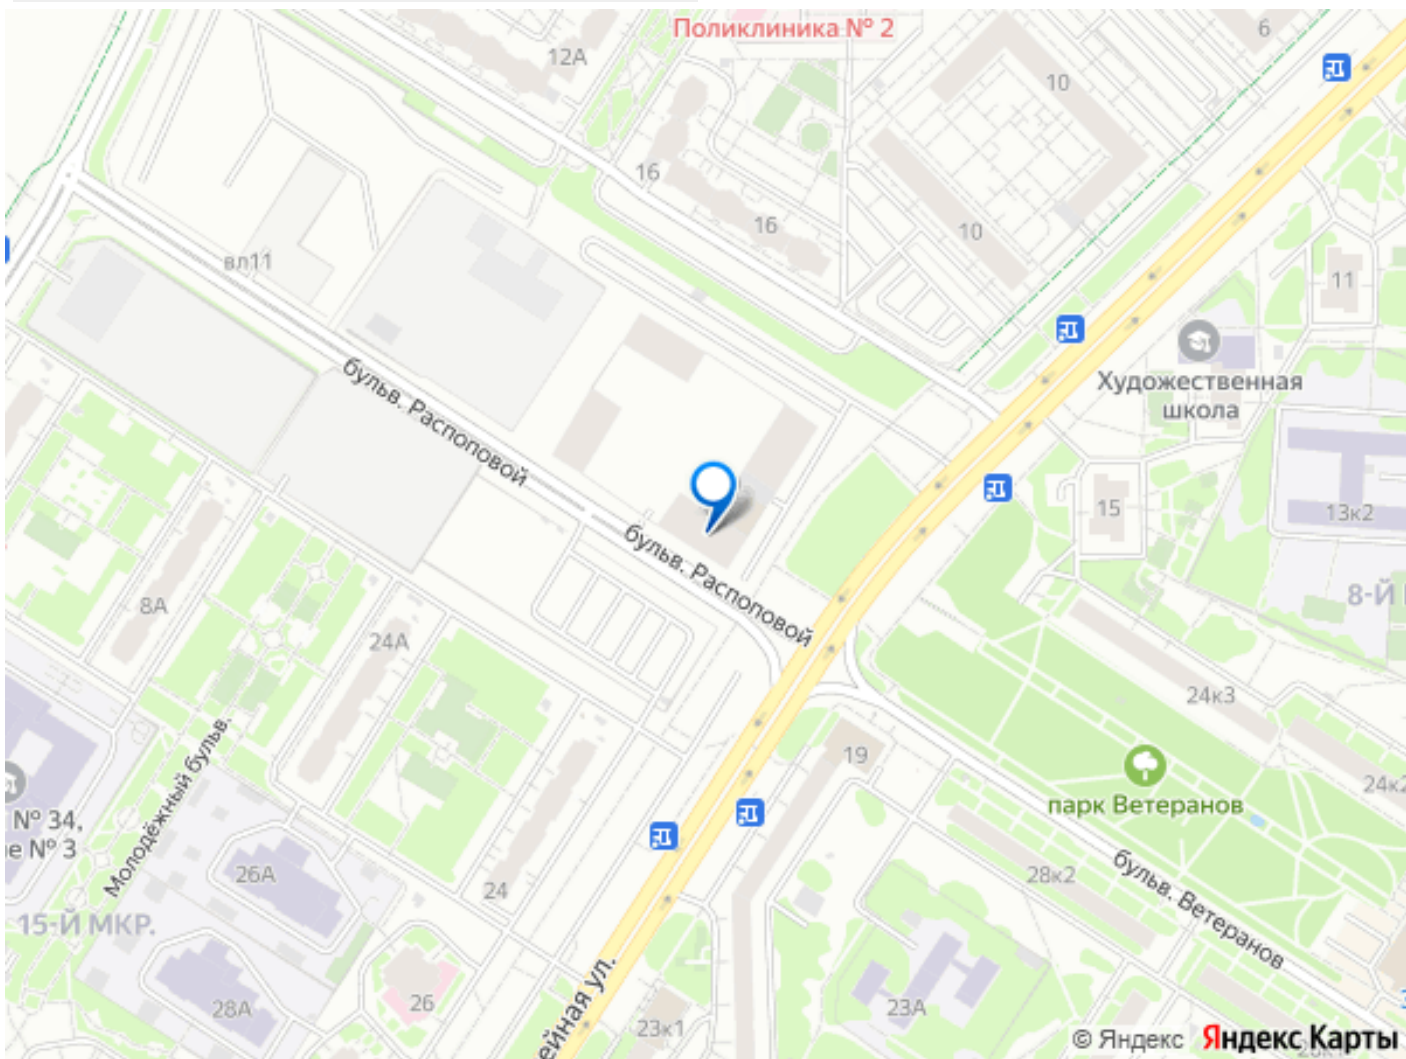 Поликлиника № 2
12А
6
10
16
16
10
вл11
11
Художественная
школа
бульв. Распоповой
15
13к2
бульв. Распоповой
8-Й
8А
24А
24к3
Молодёжный бульв.
19
24к2
парк Ветеранов
№ 34,
№ 3
26А
24
28к2
бульв. Ветеранов
15-Й МКР.
28А
26
ейная ул.
23к1
23А
© Яндекс Яндекс Карты